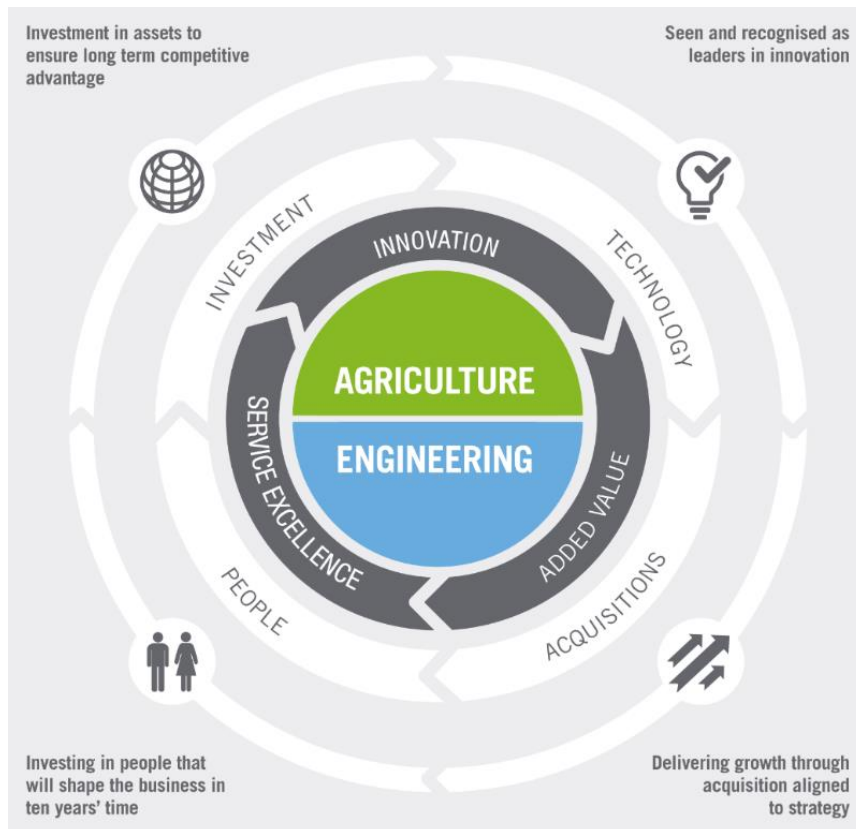 Investment in assets to
ensure long term competitive
advantage
Seen and recognised as
leaders in innovation
INVESTMENT
TECHNOLOGY
INNOVATION
AGRICULTURE
ENGINEERING
SERVICE EXCELLENCE
ADDED VALUE
PEOPLE
ACQUISITIONS
Investing in people that
will shape the business in
ten years’ time
Delivering growth through
acquisition aligned
to strategy